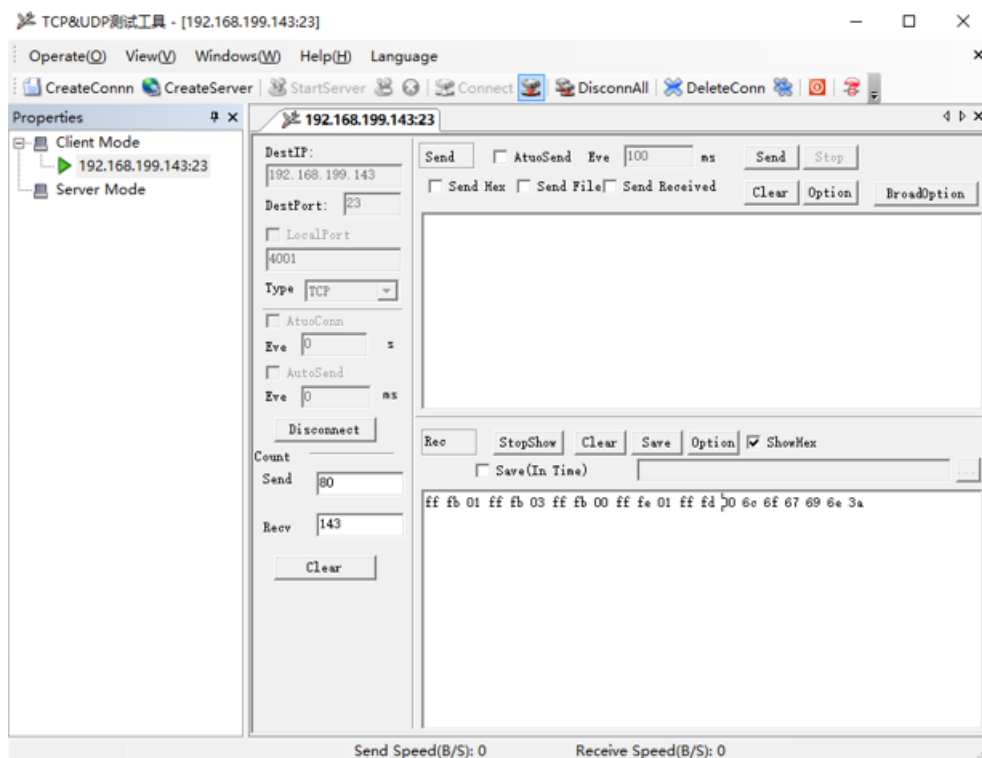 TCP&UDP测试工具 - [192.168.199.143:23]
Operate(O) View(V) Windows(W) Help(H) Language
CreateConnn CreateServer StartServer Connect DisconnAll DeleteConn
Properties
Client Mode
192.168.199.143:23
Server Mode
192.168.199.143:23
DestIP:
192.168.199.143
DestPort: 23
LocalPort
4001
Type TCP
AtuoConn
Eve 0 s
AutoSend
Eve 0 ms
Disconnect
Count
Send 80
Recv 143
Clear
Send AtuoSend Eve 100 ms Send Stop
Send Hex Send File Send Received Clear Option BroadOption
Rec StopShow Clear Save Option ShowHex
Save(In Time) ...
ff fb 01 ff fb 03 ff fb 00 ff fe 01 ff fd 00 6c 6f 67 69 6e 3a
Send Speed(B/S): 0 Receive Speed(B/S): 0